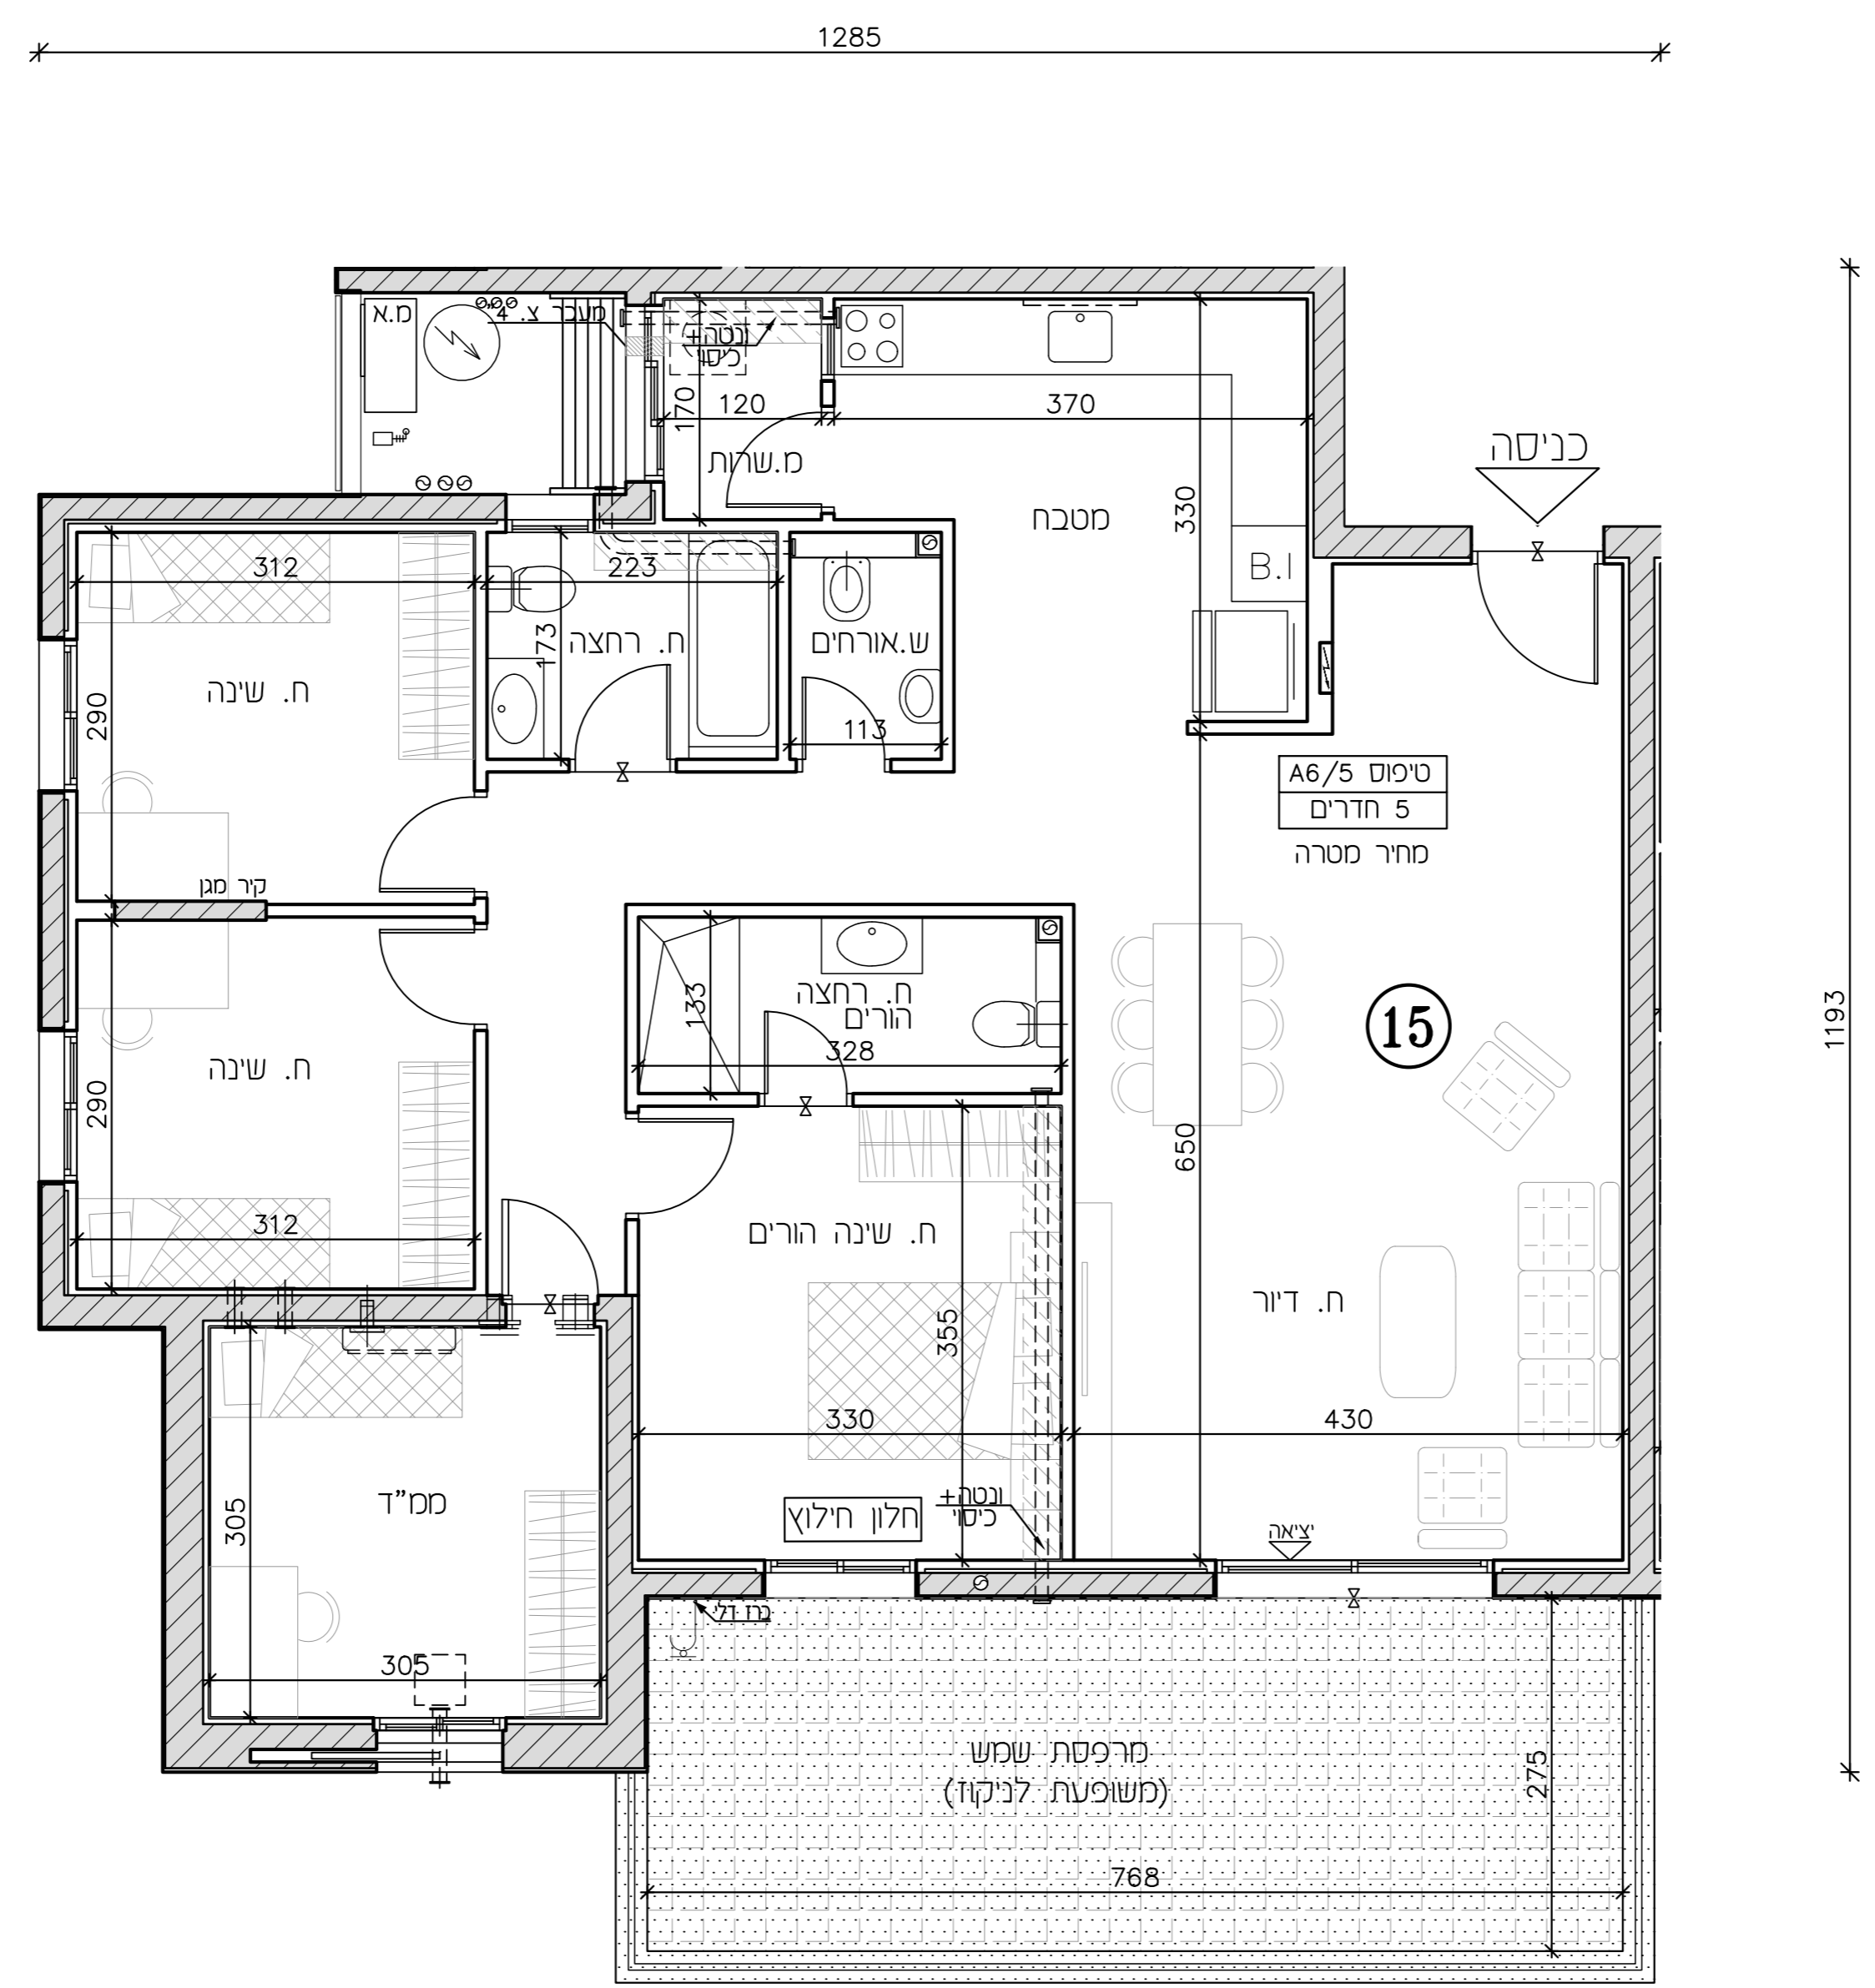 1285
מ.א
מעבר צ. 4"
ונטה+
כיסוי
170
120
370
מ.שרות
כניסה
מטבח
330
B.I
312
223
173
ח. רחצה
ש.אורחים
113
ח. שינה
290
טיפוס A6/5
5 חדרים
מחיר מטרה
קיר מגן
133
ח. רחצה
הורים
328
15
1193
ח. שינה
290
312
650
ח. שינה הורים
355
ח. דיור
330
430
ממ"ד
305
חלון חילוץ
ונטה+
כיסוי
יציאה
ברז דלי
305
מרפסת שמש
(משופעת לניקוז)
275
768